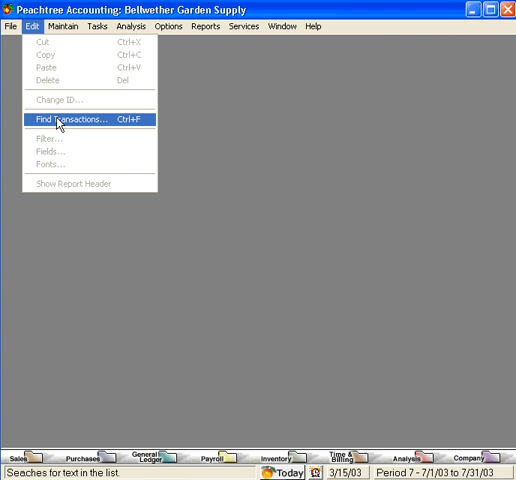 Peachtree Accounting: Bellwether Garden Supply
File Edit Maintain Tasks Analysis Options Reports Services Window Help
Cut Ctrl+X
Copy Ctrl+C
Paste Ctrl+V
Delete Del
Change ID...
Find Transactions... Ctrl+F
Filter...
Fields...
Fonts...
Show Report Header
Sales Purchases General Ledger Payroll Inventory Time & Billing Analysis Company
Seaches for text in the list. Today 3/15/03 Period 7 - 7/1/03 to 7/31/03